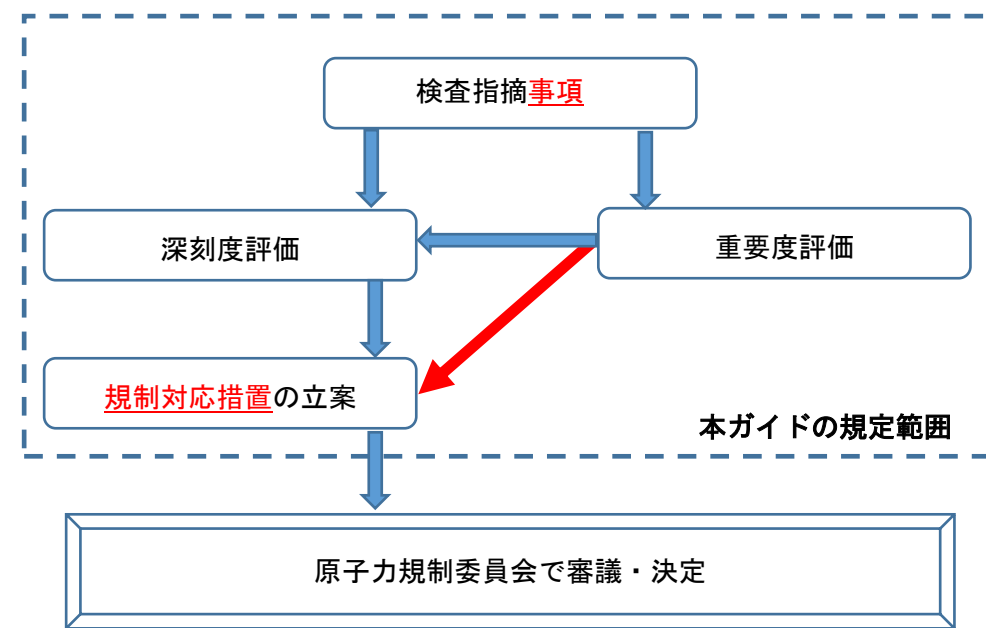 検査指摘事項
深刻度評価
重要度評価
規制対応措置の立案
本ガイドの規定範囲
原子力規制委員会で審議・決定